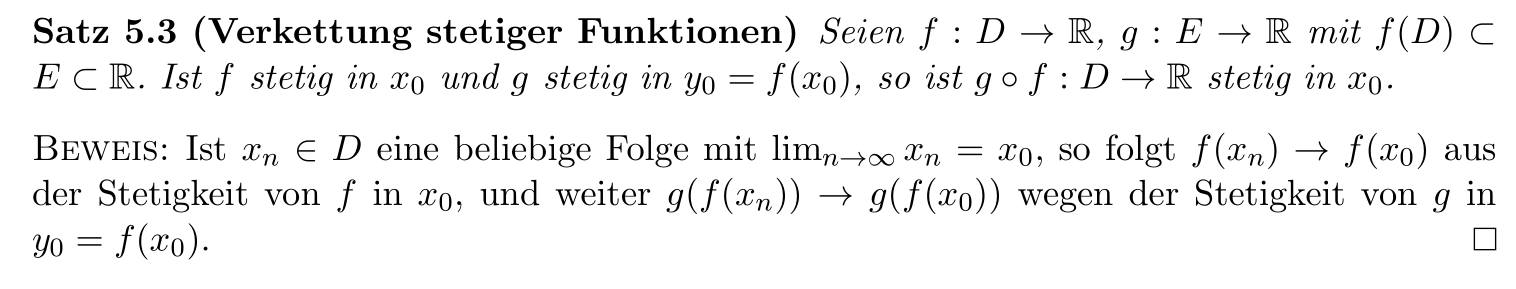 Satz 5.3 (Verkettung stetiger Funktionen) Seien f : D → ℝ, g : E → ℝ mit f(D) ⊂
E ⊂ ℝ. Ist f stetig in x₀ und g stetig in y₀ = f(x₀), so ist g ∘ f : D → ℝ stetig in x₀.
BEWEIS: Ist xₙ ∈ D eine beliebige Folge mit limₙ→∞ xₙ = x₀, so folgt f(xₙ) → f(x₀) aus
der Stetigkeit von f in x₀, und weiter g(f(xₙ)) → g(f(x₀)) wegen der Stetigkeit von g in
y₀ = f(x₀). □